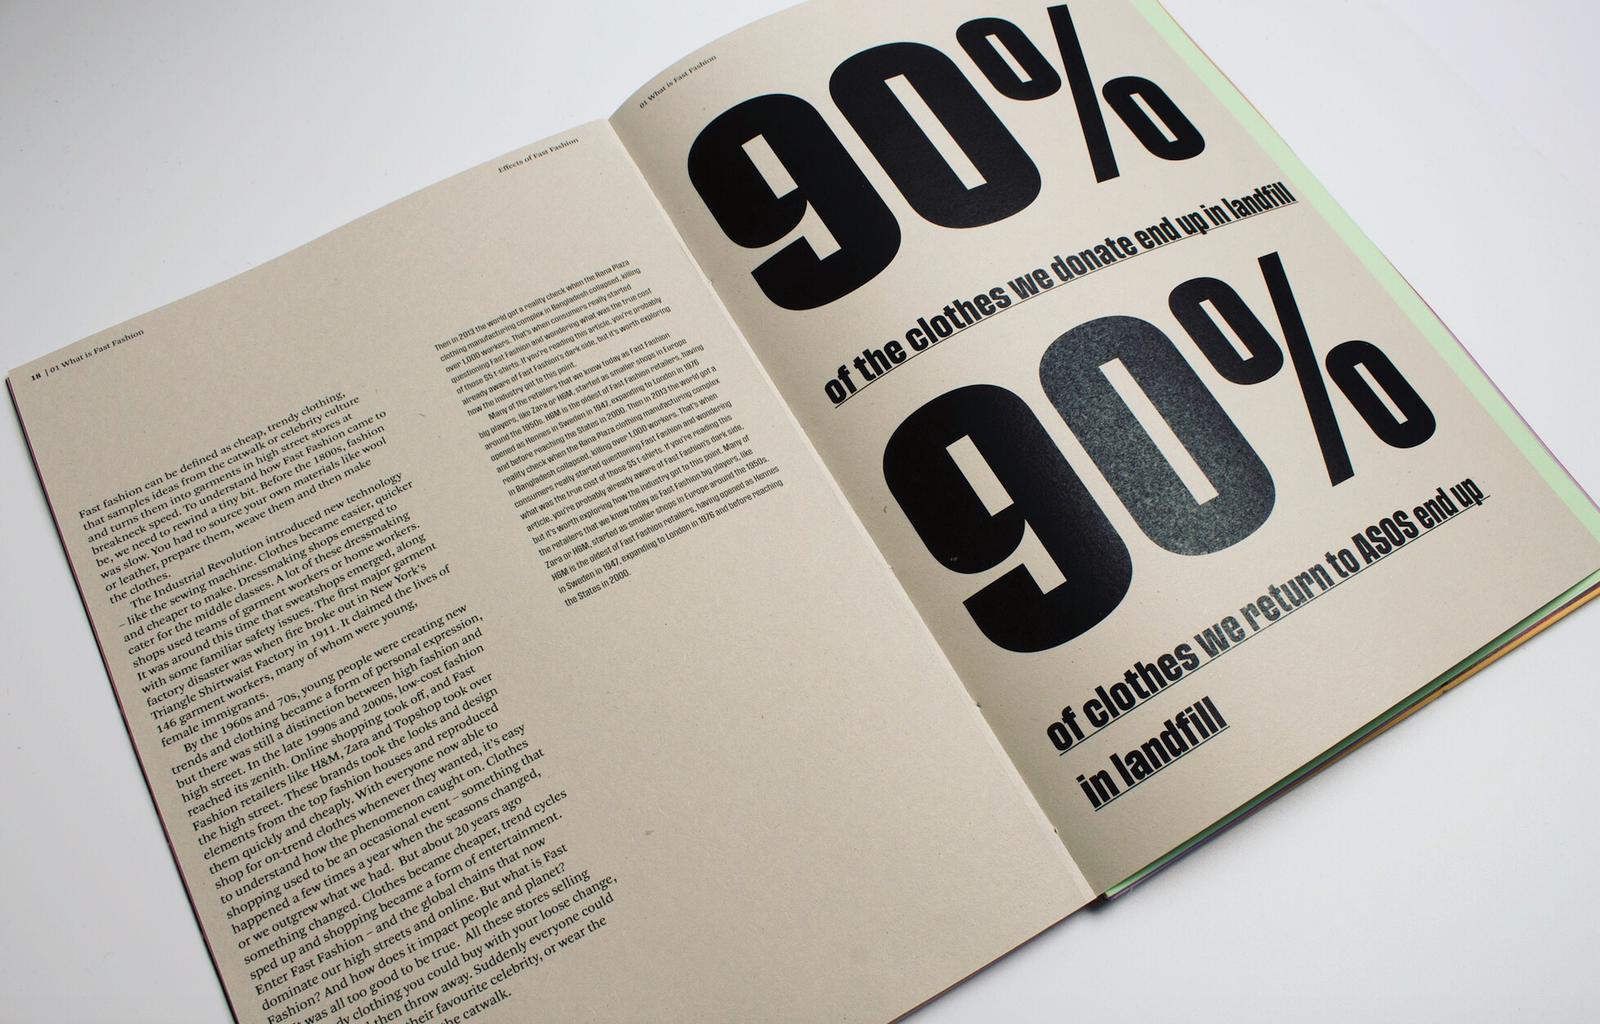 18 | 01 What is Fast Fashion
Effects of Fast Fashion
Fast fashion can be defined as cheap, trendy clothing,
that samples ideas from the catwalk or celebrity culture
and turns them into garments in high street stores at
breakneck speed. To understand how Fast Fashion came to
be, we need to rewind a tiny bit. Before the 1800s, fashion
was slow. You had to source your own materials like wool
or leather, prepare them, weave them and then make
the clothes.
The Industrial Revolution introduced new technology
– like the sewing machine. Clothes became easier, quicker
and cheaper to make. Dressmaking shops emerged to
cater for the middle classes. A lot of these dressmaking
shops used teams of garment workers or home workers.
It was around this time that sweatshops emerged, along
with some familiar safety issues. The first major garment
factory disaster was when fire broke out in New York's
Triangle Shirtwaist Factory in 1911. It claimed the lives of
146 garment workers, many of whom were young,
female immigrants.
By the 1960s and 70s, young people were creating new
trends and clothing became a form of personal expression,
but there was still a distinction between high fashion and
high street. In the late 1990s and 2000s, low-cost fashion
reached its zenith. Online shopping took off, and Fast
Fashion retailers like H&M, Zara and Topshop took over
the high street. These brands took the looks and design
elements from the top fashion houses and reproduced
them quickly and cheaply. With everyone now able to
shop for on-trend clothes whenever they wanted, it's easy
to understand how the phenomenon caught on. Clothes
shopping used to be an occasional event – something that
happened a few times a year when the seasons changed,
or we outgrew what we had. But about 20 years ago
something changed. Clothes became cheaper, trend cycles
sped up and shopping became a form of entertainment.
Enter Fast Fashion – and the global chains that now
dominate our high streets and online. But what is Fast
Fashion? And how does it impact people and planet?
was all too good to be true. All these stores selling
clothing you could buy with your loose change,
then throw away. Suddenly everyone could
their favourite celebrity, or wear the
catwalk.
Then in 2013 the world got a reality check when the Rana Plaza
clothing manufacturing complex in Bangladesh collapsed, killing
over 1,000 workers. That's when consumers really started
questioning Fast Fashion and wondering what was the true cost
of those $5 t-shirts. If you're reading this article, you're probably
already aware of Fast Fashion's dark side, but it's worth exploring
how the industry got to this point.
Many of the retailers that we know today as Fast Fashion
big players, like Zara or H&M, started as smaller shops in Europe
around the 1950s. H&M is the oldest of Fast Fashion retailers, having
opened as Hennes in Sweden in 1947, expanding to London in 1976
and before reaching the States in 2000. Then in 2013 the world got a
reality check when the Rana Plaza clothing manufacturing complex
in Bangladesh collapsed, killing over 1,000 workers. That's when
consumers really started questioning Fast Fashion and wondering
what was the true cost of those $5 t-shirts. If you're reading this
article, you're probably already aware of Fast Fashion's dark side,
but it's worth exploring how the industry got to this point. Many of
the retailers that we know today as Fast Fashion big players, like
Zara or H&M, started as smaller shops in Europe around the 1950s.
H&M is the oldest of Fast Fashion retailers, having opened as Hennes
in Sweden in 1947, expanding to London in 1976 and before reaching
the States in 2000.
01 What is Fast Fashion
90%
of the clothes we donate end up in landfill
90%
of clothes we return to ASOS end up
in landfill